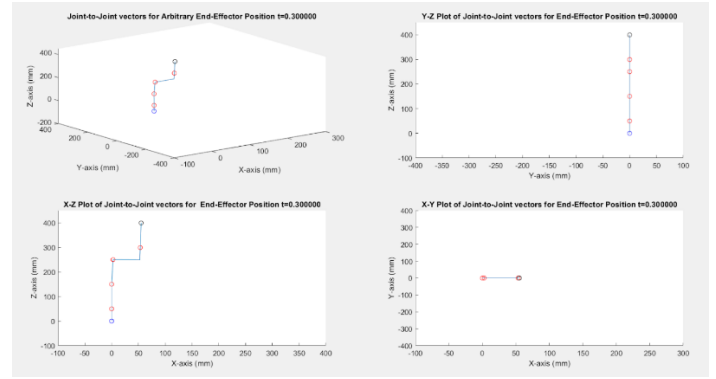 Joint-to-Joint vectors for Arbitrary End-Effector Position t=0.300000
400
200
0
-200
Z-axis (mm)
400
200
0
-200
-400
Y-axis (mm)
-100
0
100
200
300
X-axis (mm)
Y-Z Plot of Joint-to-Joint vectors for End-Effector Position t=0.300000
400
300
200
100
0
-100
Z-axis (mm)
-400 -300 -200 -100 0 100 200 300 400
Y-axis (mm)
X-Z Plot of Joint-to-Joint vectors for End-Effector Position t=0.300000
400
300
200
100
0
-100
Z-axis (mm)
-100 -50 0 50 100 150 200 250 300 350 400
X-axis (mm)
X-Y Plot of Joint-to-Joint vectors for End-Effector Position t=0.300000
400
300
200
100
0
-100
-200
-300
-400
Y-axis (mm)
-100 -50 0 50 100 150 200 250 300
X-axis (mm)